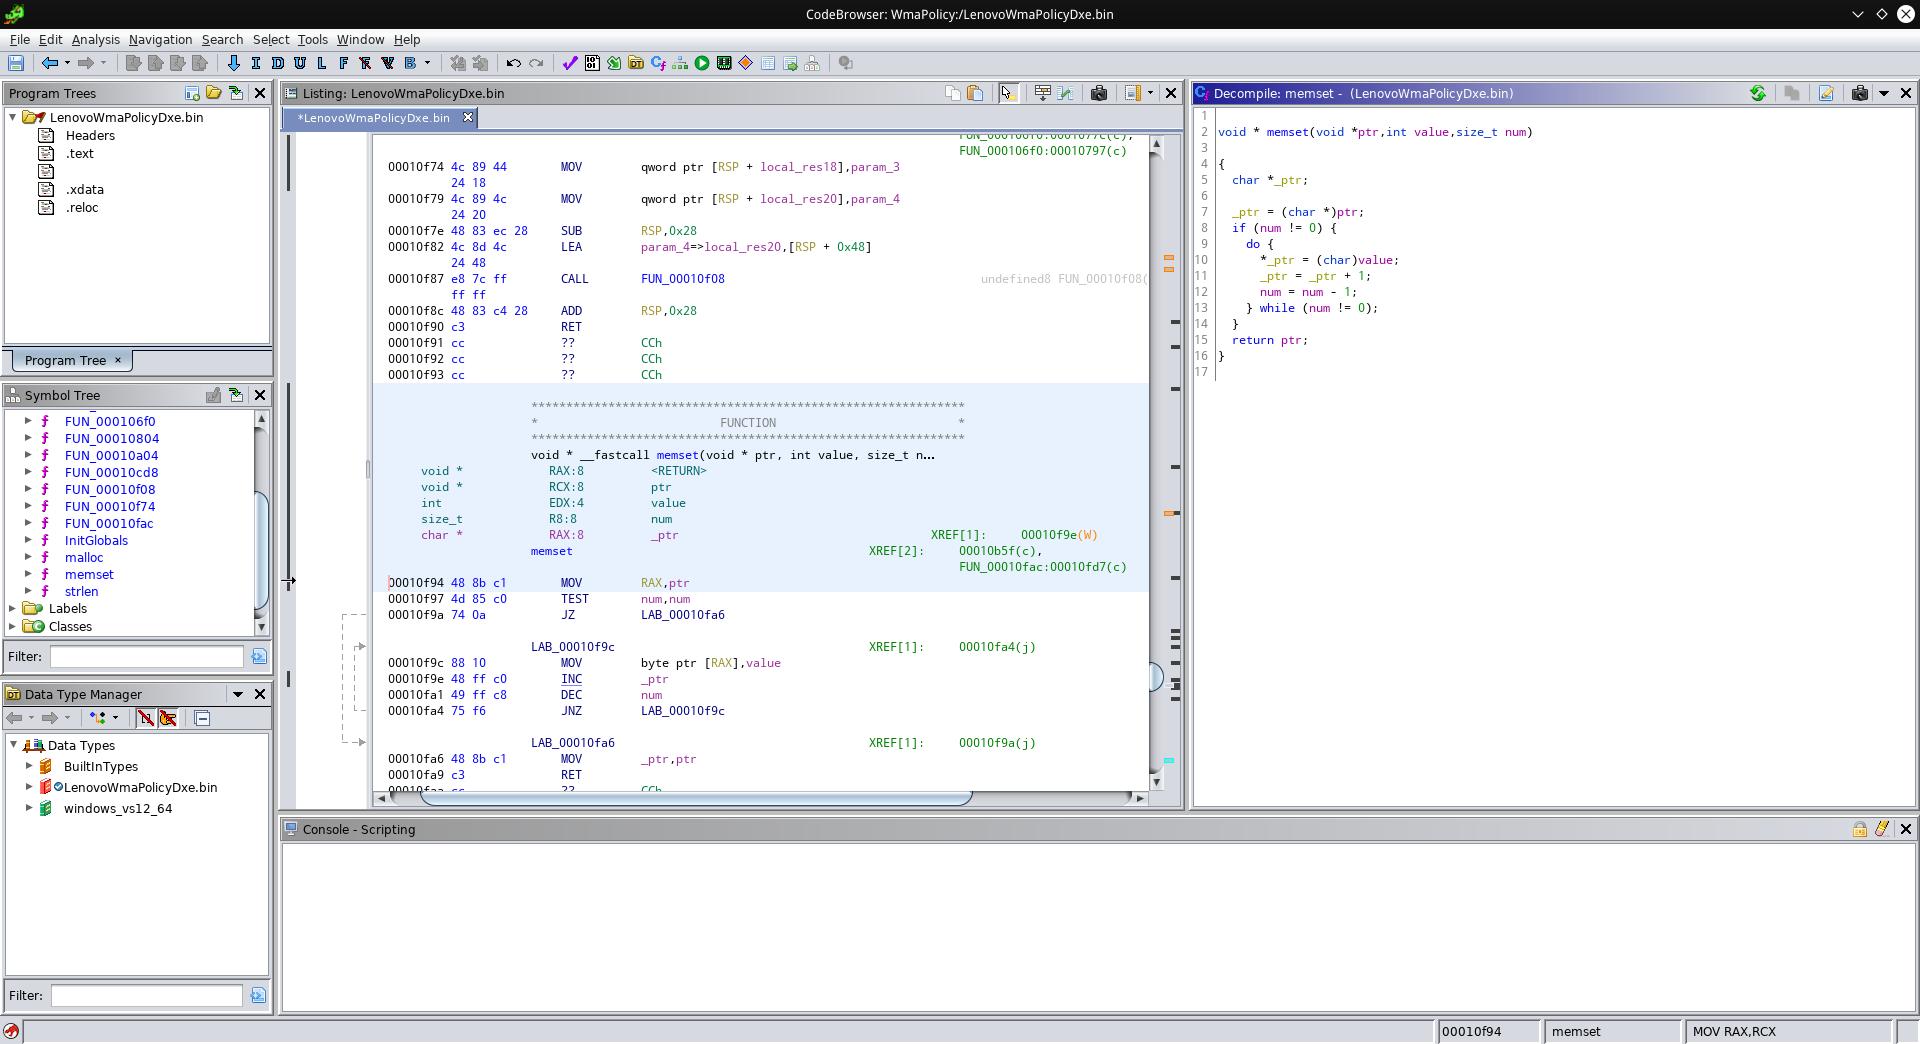 CodeBrowser: WmaPolicy:/LenovoWmaPolicyDxe.bin
File Edit Analysis Navigation Search Select Tools Window Help
I D U L F B
Program Trees
LenovoWmaPolicyDxe.bin
Headers
.text
.xdata
.reloc
Program Tree ×
Symbol Tree
FUN_000106f0
FUN_00010804
FUN_00010a04
FUN_00010cd8
FUN_00010f08
FUN_00010f74
FUN_00010fac
InitGlobals
malloc
memset
strlen
Labels
Classes
Filter:
Data Type Manager
Data Types
BuiltInTypes
LenovoWmaPolicyDxe.bin
windows_vs12_64
Filter:
Listing: LenovoWmaPolicyDxe.bin
*LenovoWmaPolicyDxe.bin
FUN_000106f0:0001077c(c),
FUN_000106f0:00010797(c)
00010f74 4c 89 44 MOV qword ptr [RSP + local_res18],param_3
24 18
00010f79 4c 89 4c MOV qword ptr [RSP + local_res20],param_4
24 20
00010f7e 48 83 ec 28 SUB RSP,0x28
00010f82 4c 8d 4c LEA param_4=>local_res20,[RSP + 0x48]
24 48
00010f87 e8 7c ff CALL FUN_00010f08 undefined8 FUN_00010f08(
ff ff
00010f8c 48 83 c4 28 ADD RSP,0x28
00010f90 c3 RET
00010f91 cc ?? CCh
00010f92 cc ?? CCh
00010f93 cc ?? CCh
**************************************************************
* FUNCTION *
**************************************************************
void * __fastcall memset(void * ptr, int value, size_t n...
void * RAX:8 <RETURN>
void * RCX:8 ptr
int EDX:4 value
size_t R8:8 num
char * RAX:8 _ptr XREF[1]: 00010f9e(W)
memset XREF[2]: 00010b5f(c),
FUN_00010fac:00010fd7(c)
00010f94 48 8b c1 MOV RAX,ptr
00010f97 4d 85 c0 TEST num,num
00010f9a 74 0a JZ LAB_00010fa6
LAB_00010f9c XREF[1]: 00010fa4(j)
00010f9c 88 10 MOV byte ptr [RAX],value
00010f9e 48 ff c0 INC _ptr
00010fa1 49 ff c8 DEC num
00010fa4 75 f6 JNZ LAB_00010f9c
LAB_00010fa6 XREF[1]: 00010f9a(j)
00010fa6 48 8b c1 MOV _ptr,ptr
00010fa9 c3 RET
00010faa cc ?? CCh
Decompile: memset - (LenovoWmaPolicyDxe.bin)
1
2 void * memset(void *ptr,int value,size_t num)
3
4 {
5 char *_ptr;
6
7 _ptr = (char *)ptr;
8 if (num != 0) {
9 do {
10 *_ptr = (char)value;
11 _ptr = _ptr + 1;
12 num = num - 1;
13 } while (num != 0);
14 }
15 return ptr;
16 }
17
Console - Scripting
00010f94 memset MOV RAX,RCX